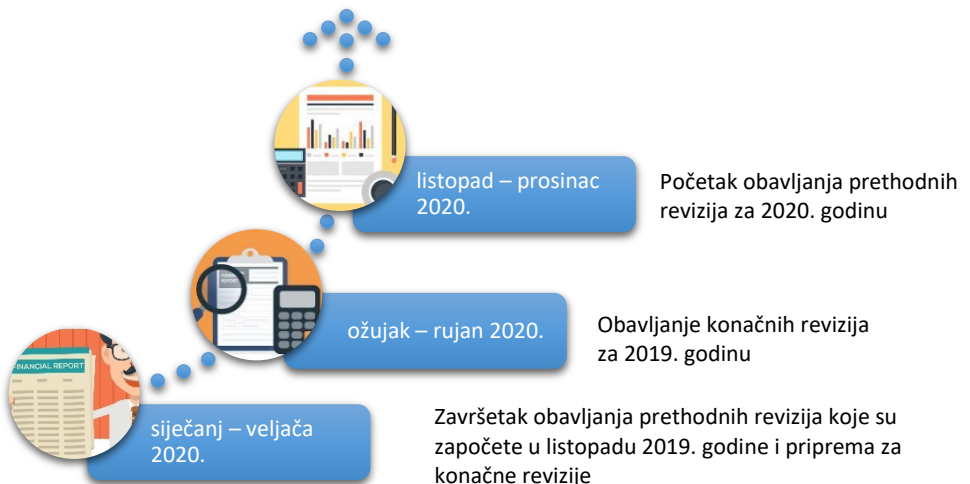 listopad – prosinac
2020.
Početak obavljanja prethodnih
revizija za 2020. godinu
ožujak – rujan 2020.
Obavljanje konačnih revizija
za 2019. godinu
FINANCIAL REPORT
siječanj – veljača
2020.
Završetak obavljanja prethodnih revizija koje su
započete u listopadu 2019. godine i priprema za
konačne revizije